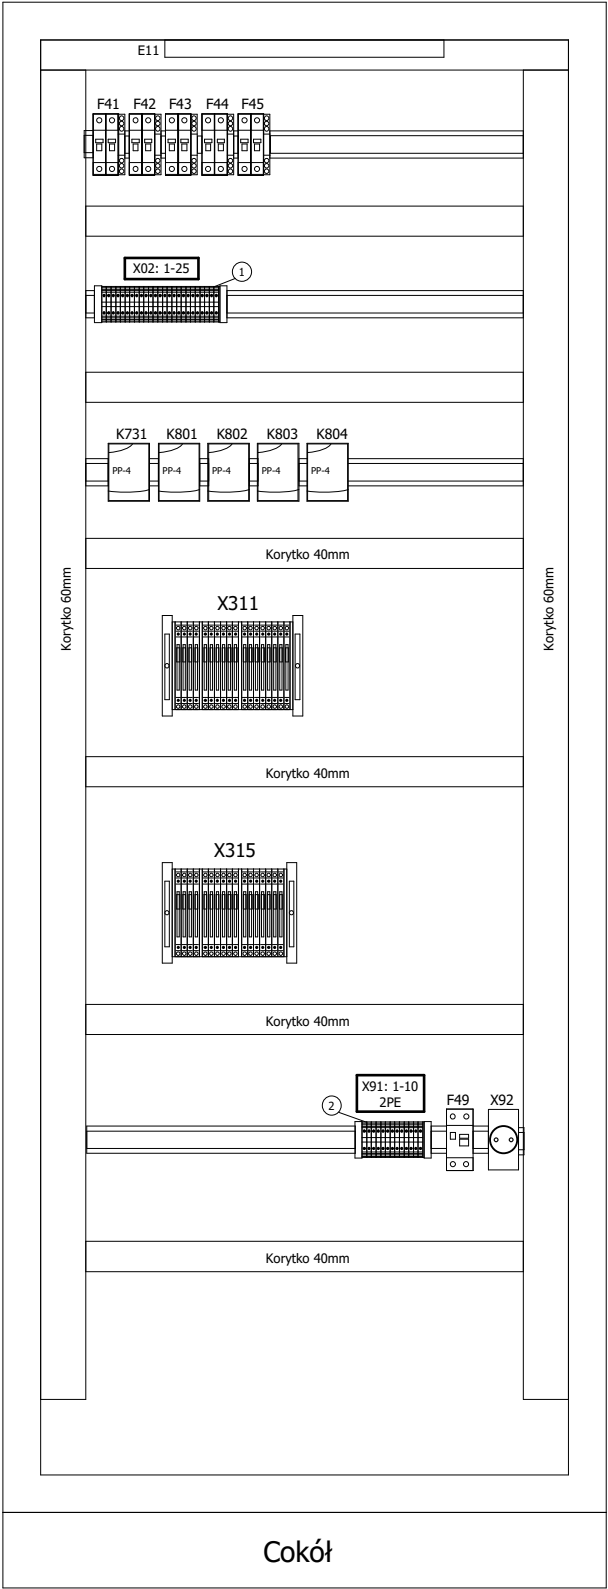 E11
F41 F42 F43 F44 F45
X02: 1-25
1
K731 K801 K802 K803 K804
PP-4 PP-4 PP-4 PP-4 PP-4
Korytko 40mm
Korytko 60mm
Korytko 60mm
X311
Korytko 40mm
X315
Korytko 40mm
X91: 1-10
2PE
2
F49 X92
Korytko 40mm
Cokół